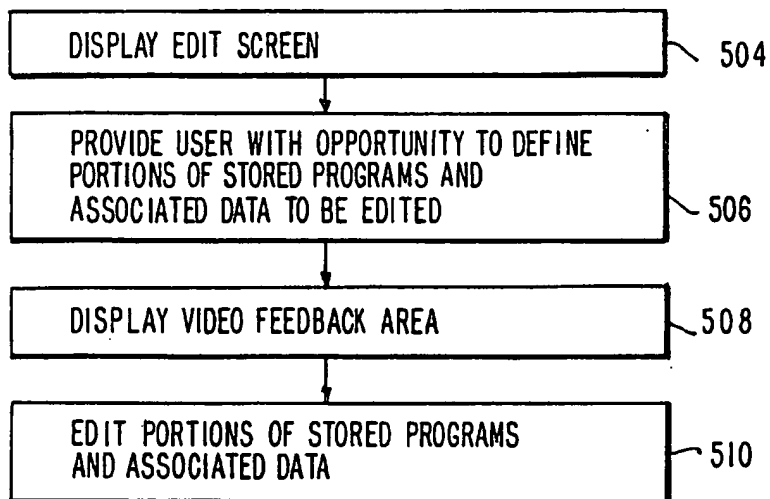 DISPLAY EDIT SCREEN
504
PROVIDE USER WITH OPPORTUNITY TO DEFINE
PORTIONS OF STORED PROGRAMS AND
ASSOCIATED DATA TO BE EDITED
506
DISPLAY VIDEO FEEDBACK AREA
508
EDIT PORTIONS OF STORED PROGRAMS
AND ASSOCIATED DATA
510